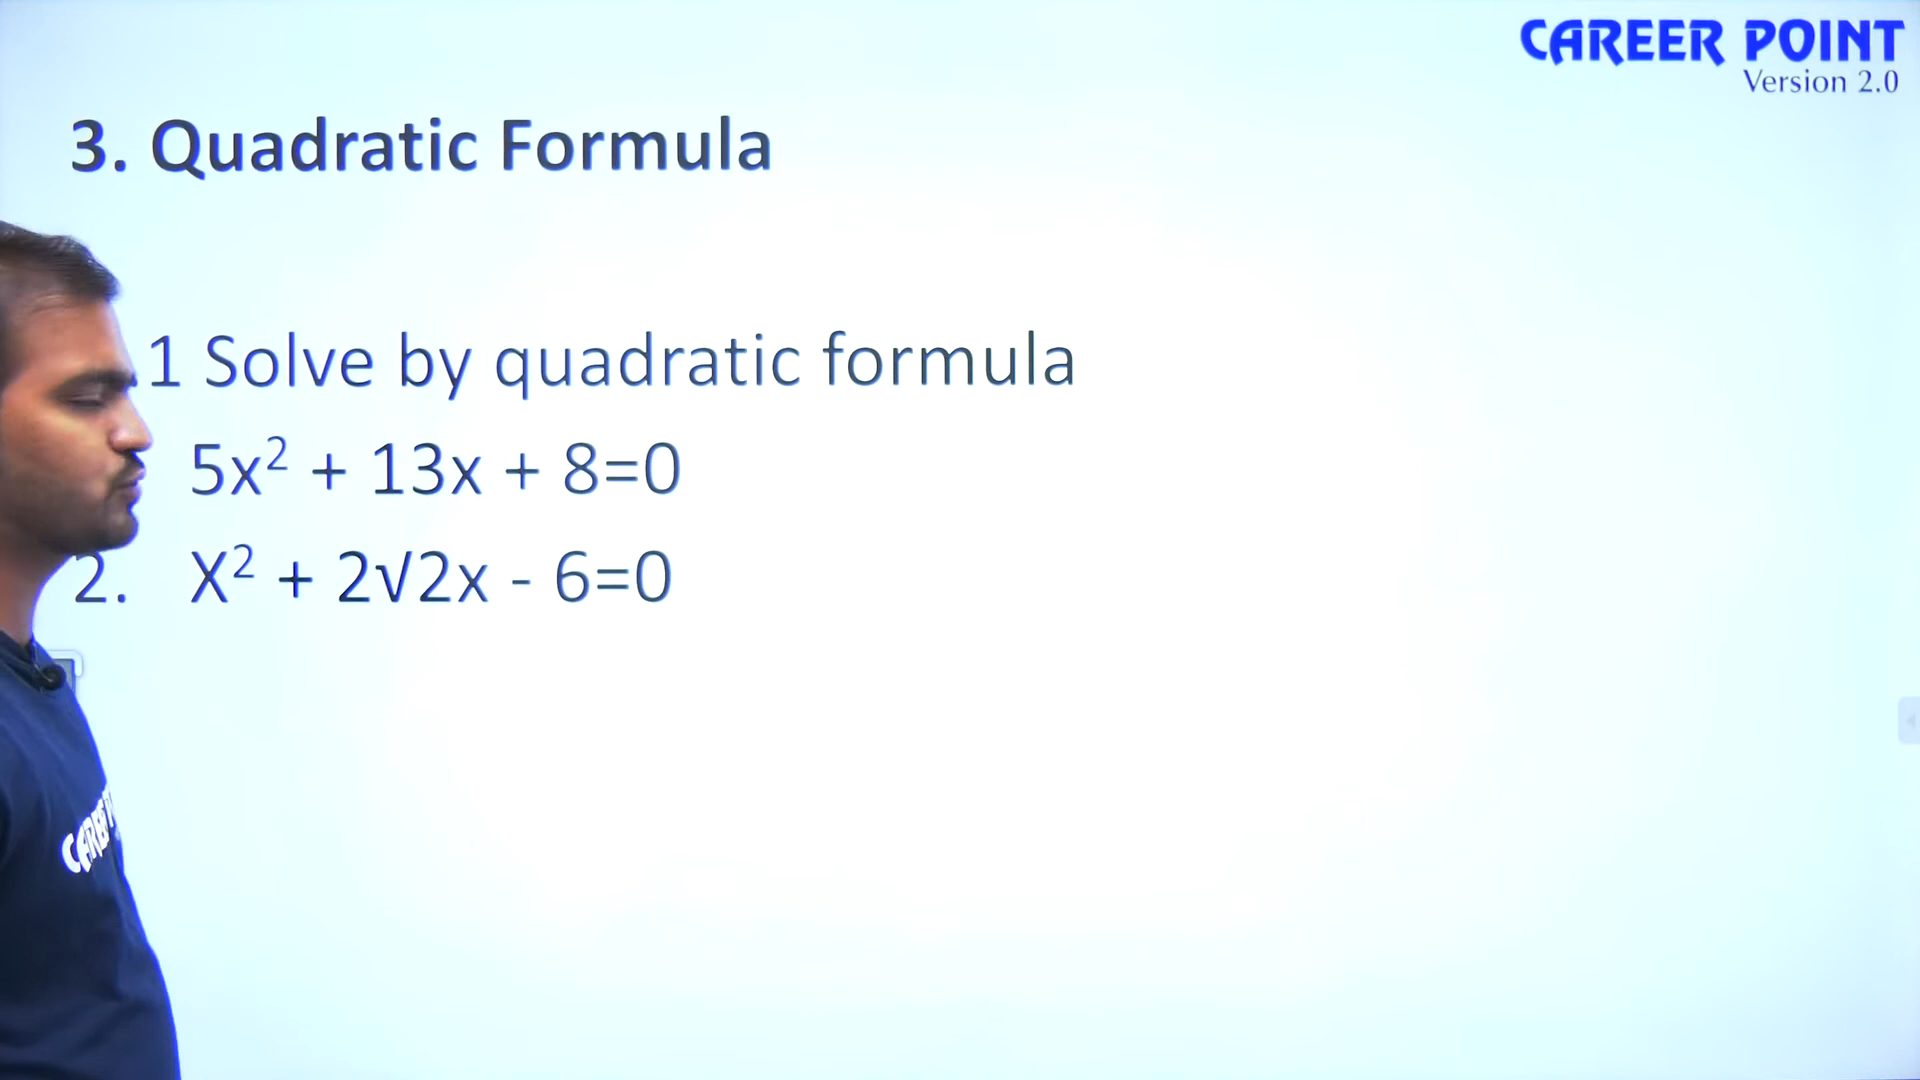 CAREER POINT
Version 2.0
3. Quadratic Formula
1 Solve by quadratic formula
5x² + 13x + 8=0
2. X² + 2√2x - 6=0